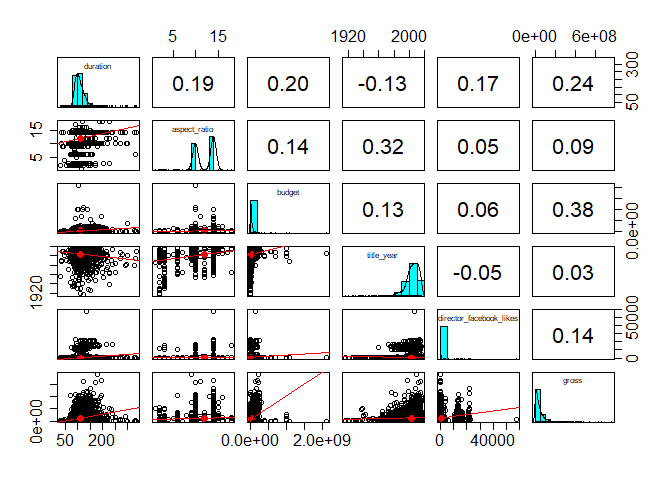 5 15
1920 2000
0e+00 6e+08
duration
0.19
0.20
-0.13
0.17
0.24
50 300
5 15
aspect_ratio
0.14
0.32
0.05
0.09
budget
0.13
0.06
0.38
0.0e+00
1920
title_year
-0.05
0.03
director_facebook_likes
0.14
0 50000
0e+00
gross
50 200
0.0e+00 2.0e+09
0 40000